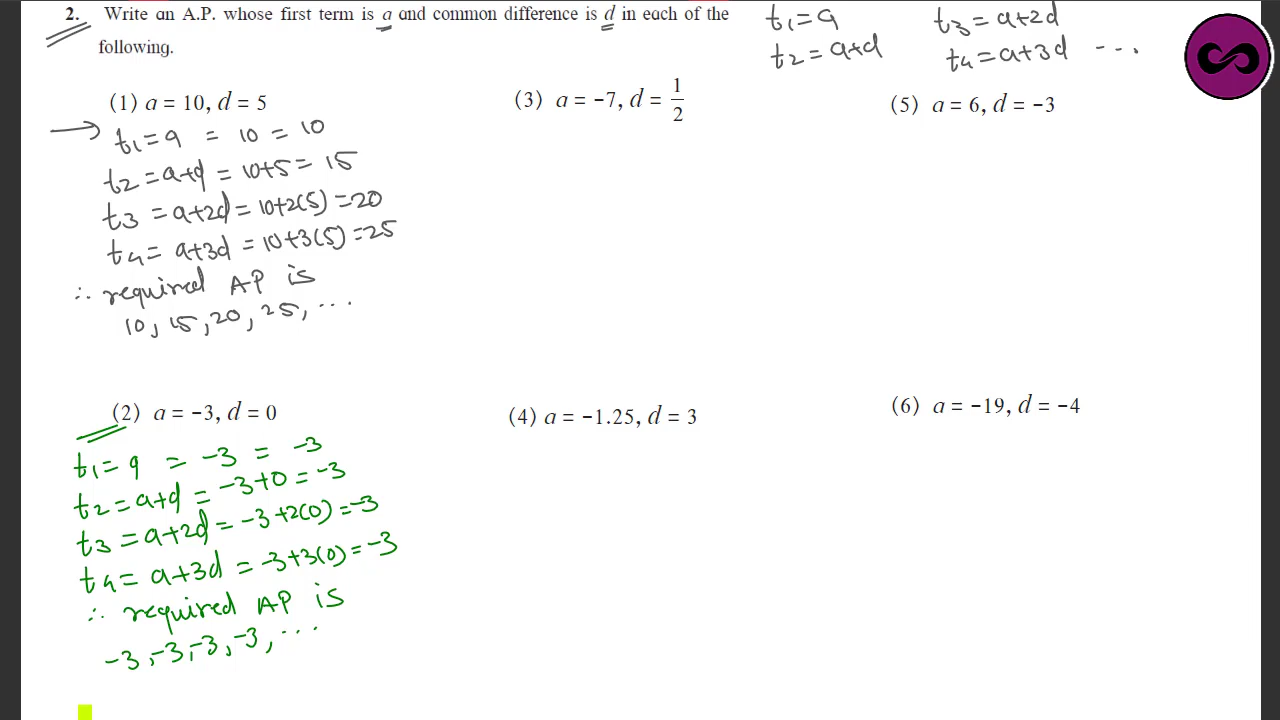 2. Write an A.P. whose first term is a and common difference is d in each of the
following.
t1 = a
t2 = a+d
t3 = a+2d
t4 = a+3d ...
(1) a = 10, d = 5
t1 = a = 10 = 10
t2 = a+d = 10+5 = 15
t3 = a+2d = 10+2(5) = 20
t4 = a+3d = 10+3(5) = 25
∴ required AP is
10, 15, 20, 25, ...
(3) a = -7, d = 1/2
(5) a = 6, d = -3
(2) a = -3, d = 0
t1 = a = -3 = -3
t2 = a+d = -3+0 = -3
t3 = a+2d = -3+2(0) = -3
t4 = a+3d = -3+3(0) = -3
∴ required AP is
-3, -3, -3, -3, ...
(4) a = -1.25, d = 3
(6) a = -19, d = -4